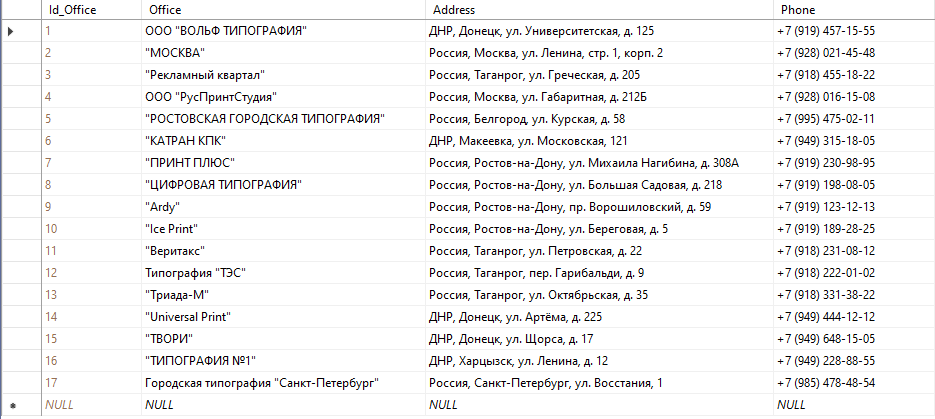 Id_Office Office Address Phone
1 ООО "ВОЛЬФ ТИПОГРАФИЯ" ДНР, Донецк, ул. Университетская, д. 125 +7 (919) 457-15-55
2 "МОСКВА" Россия, Москва, ул. Ленина, стр. 1, корп. 2 +7 (928) 021-45-48
3 "Рекламный квартал" Россия, Таганрог, ул. Греческая, д. 205 +7 (918) 455-18-22
4 ООО "РусПринтСтудия" Россия, Москва, ул. Габаритная, д. 212Б +7 (928) 016-15-08
5 "РОСТОВСКАЯ ГОРОДСКАЯ ТИПОГРАФИЯ" Россия, Белгород, ул. Курская, д. 58 +7 (995) 475-02-11
6 "КАТРАН КПК" ДНР, Макеевка, ул. Московская, 121 +7 (949) 315-18-05
7 "ПРИНТ ПЛЮС" Россия, Ростов-на-Дону, ул. Михаила Нагибина, д. 308А +7 (919) 230-98-95
8 "ЦИФРОВАЯ ТИПОГРАФИЯ" Россия, Ростов-на-Дону, ул. Большая Садовая, д. 218 +7 (919) 198-08-05
9 "Ardy" Россия, Ростов-на-Дону, пр. Ворошиловский, д. 59 +7 (919) 123-12-13
10 "Ice Print" Россия, Ростов-на-Дону, ул. Береговая, д. 5 +7 (919) 189-28-25
11 "Веритакс" Россия, Таганрог, ул. Петровская, д. 22 +7 (918) 231-08-12
12 Типография "ТЭС" Россия, Таганрог, пер. Гарибальди, д. 9 +7 (918) 222-01-02
13 "Триада-М" Россия, Таганрог, ул. Октябрьская, д. 35 +7 (918) 331-38-22
14 "Universal Print" ДНР, Донецк, ул. Артёма, д. 225 +7 (949) 444-12-12
15 "ТВОРИ" ДНР, Донецк, ул. Щорса, д. 17 +7 (949) 648-15-05
16 "ТИПОГРАФИЯ №1" ДНР, Харцызск, ул. Ленина, д. 12 +7 (949) 228-88-55
17 Городская типография "Санкт-Петербург" Россия, Санкт-Петербург, ул. Восстания, 1 +7 (985) 478-48-54
NULL NULL NULL NULL